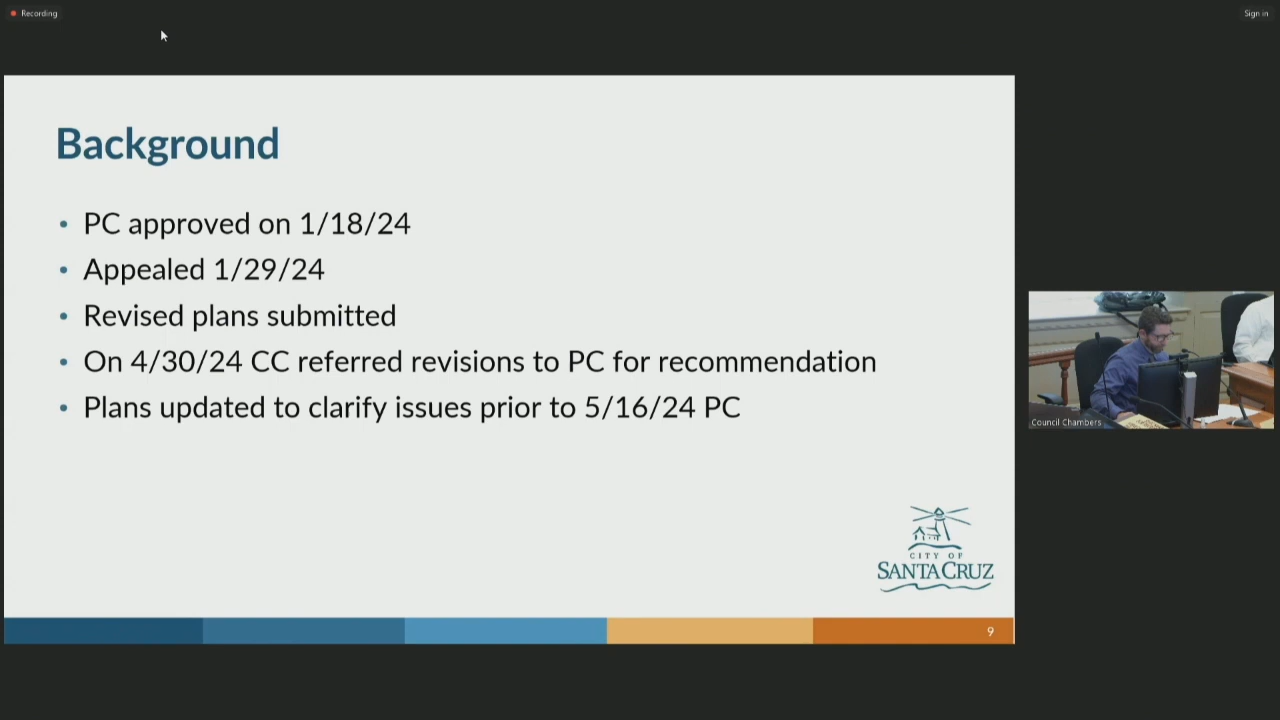 Recording
Sign in
Background
• PC approved on 1/18/24
• Appealed 1/29/24
• Revised plans submitted
• On 4/30/24 CC referred revisions to PC for recommendation
• Plans updated to clarify issues prior to 5/16/24 PC
CITY OF
SANTA CRUZ
9
Council Chambers